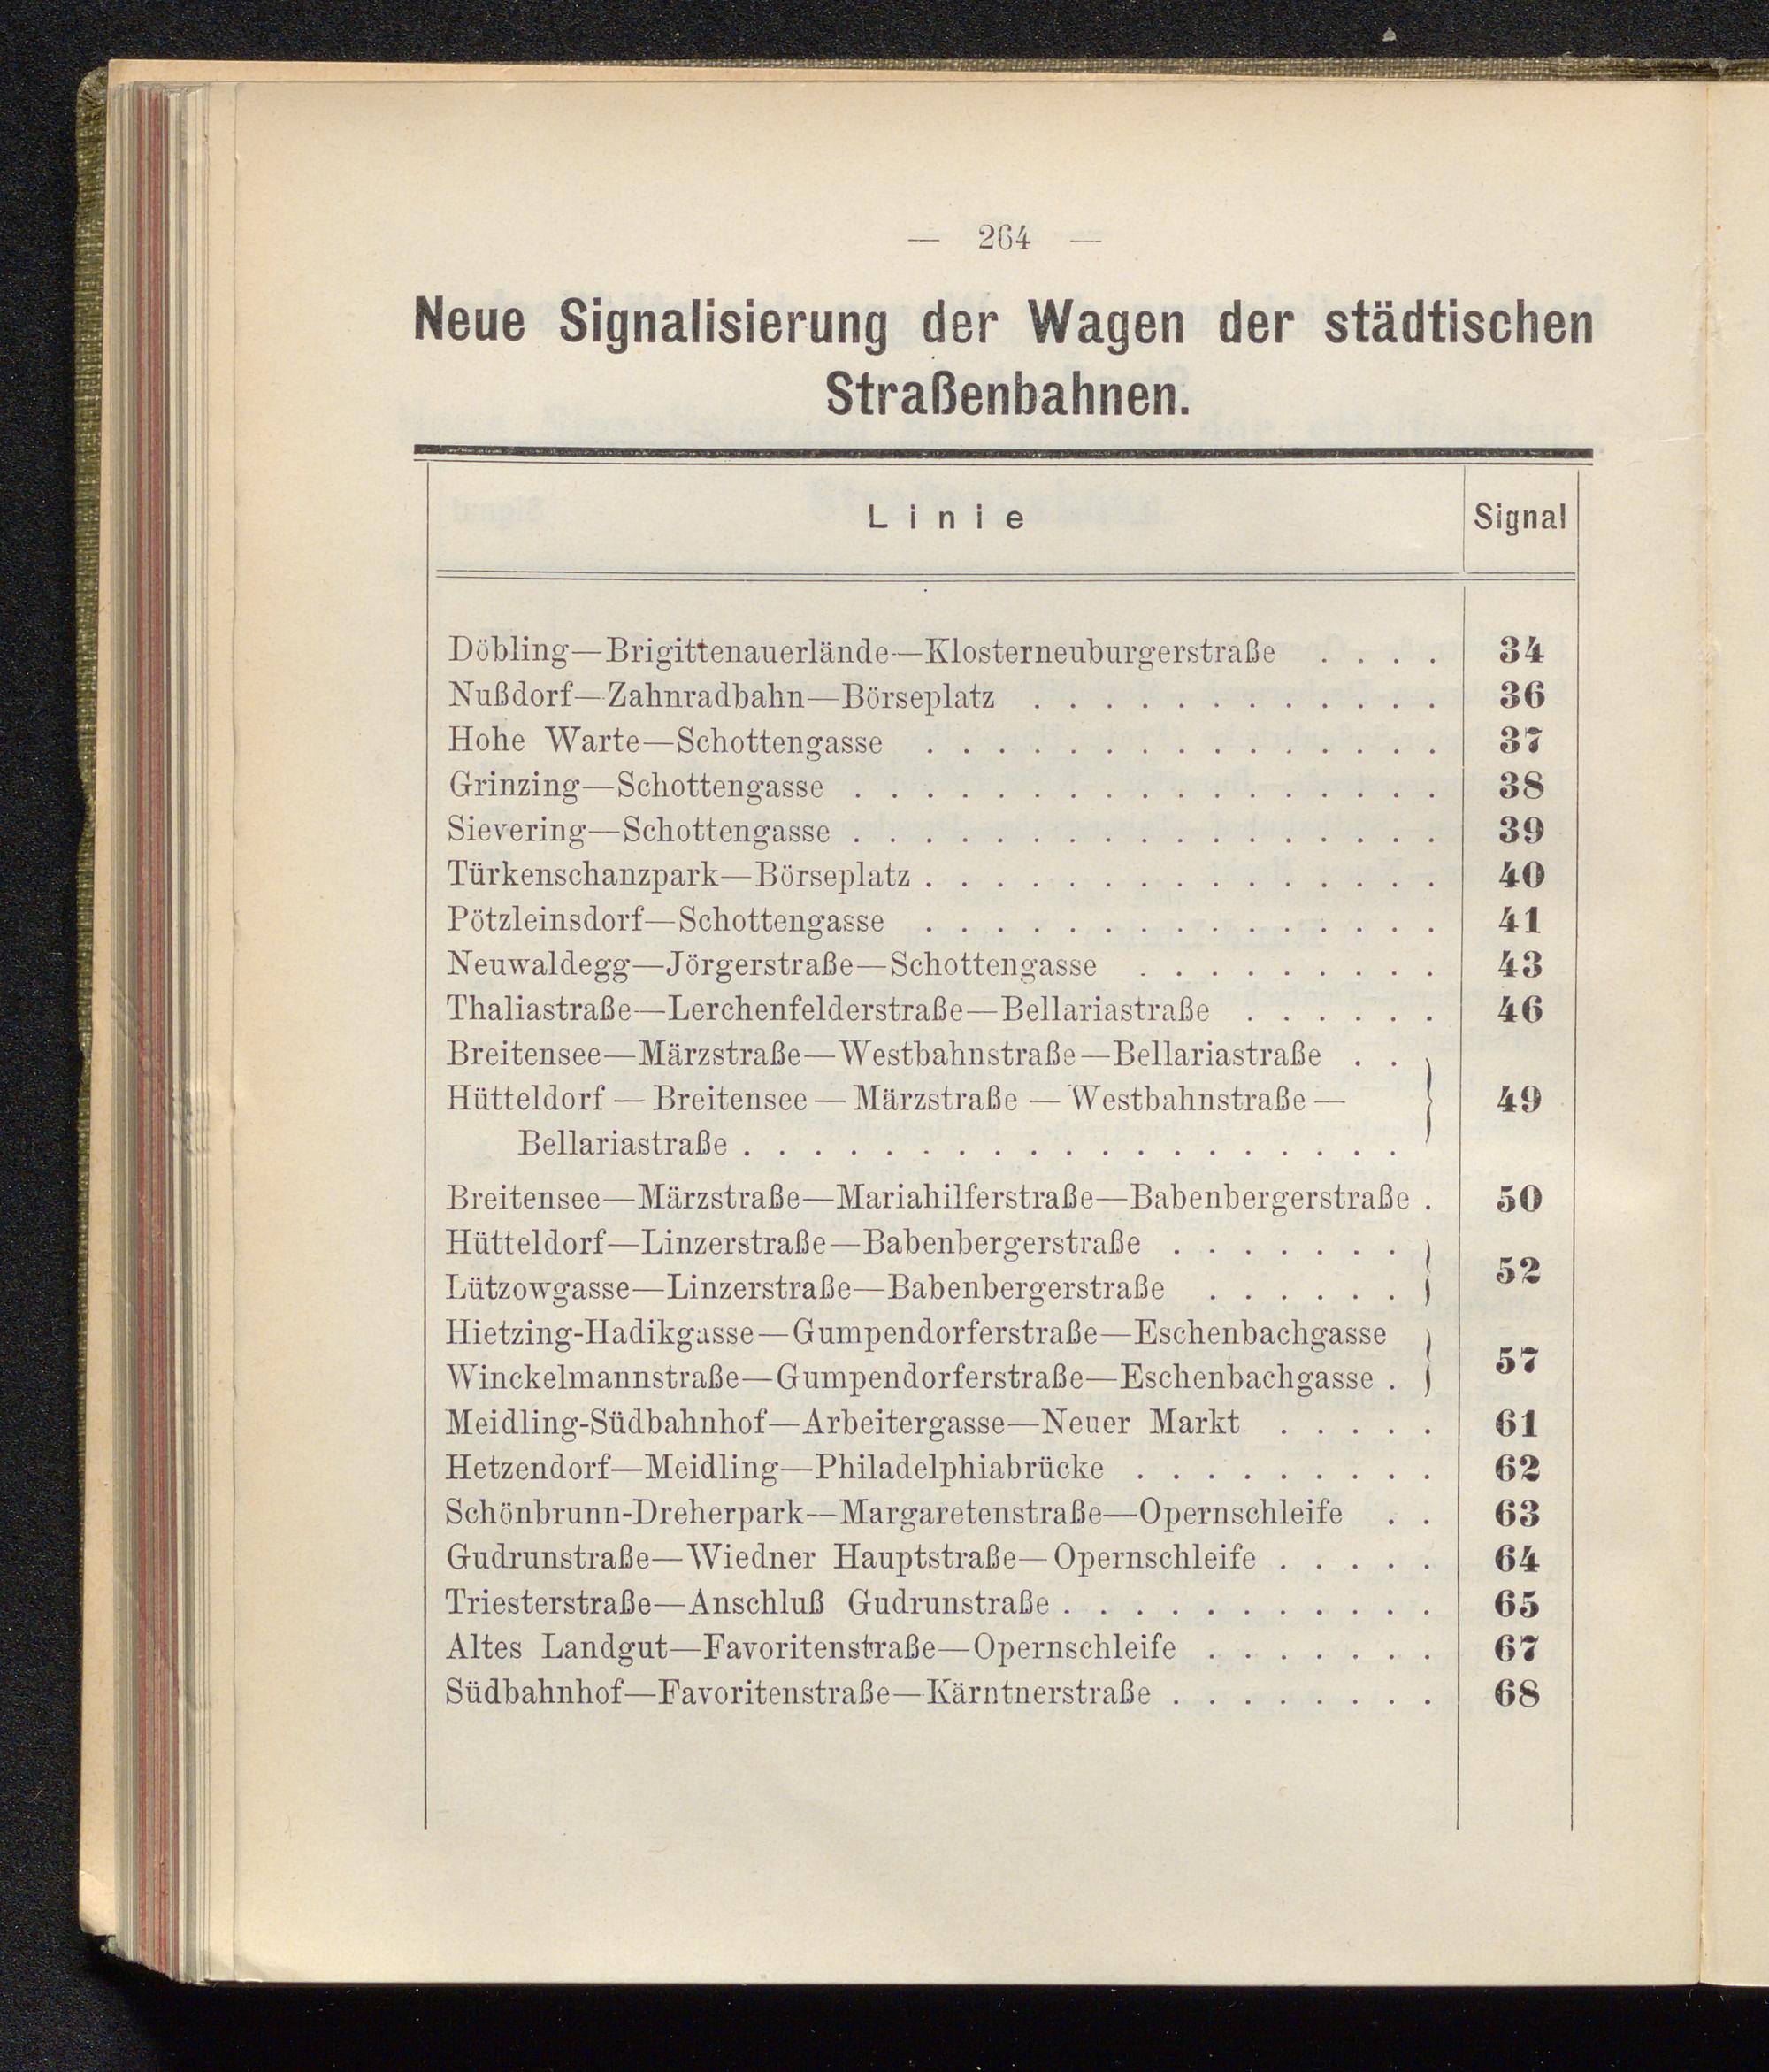 — 264 —
Neue Signalisierung der Wagen der städtischen
Straßenbahnen.
Linie Signal
Döbling—Brigittenauerlände—Klosterneuburgerstraße . . . . 34
Nußdorf—Zahnradbahn—Börseplatz . . . . . . . . . . . . 36
Hohe Warte—Schottengasse . . . . . . . . . . . . . . . 37
Grinzing—Schottengasse . . . . . . . . . . . . . . . . . 38
Sievering—Schottengasse . . . . . . . . . . . . . . . . . 39
Türkenschanzpark—Börseplatz . . . . . . . . . . . . . . . 40
Pötzleinsdorf—Schottengasse . . . . . . . . . . . . . . . 41
Neuwaldegg—Jörgerstraße—Schottengasse . . . . . . . . . 43
Thaliastraße—Lerchenfelderstraße—Bellariastraße . . . . . . 46
Breitensee—Märzstraße—Westbahnstraße—Bellariastraße . .
Hütteldorf — Breitensee — Märzstraße — Westbahnstraße — } 49
Bellariastraße . . . . . . . . . . . . . . . . . . .
Breitensee—Märzstraße—Mariahilferstraße—Babenbergerstraße . 50
Hütteldorf—Linzerstraße—Babenbergerstraße . . . . . . . } 52
Lützowgasse—Linzerstraße—Babenbergerstraße . . . . . .
Hietzing-Hadikgasse—Gumpendorferstraße—Eschenbachgasse } 57
Winckelmannstraße—Gumpendorferstraße—Eschenbachgasse .
Meidling-Südbahnhof—Arbeitergasse—Neuer Markt . . . . . 61
Hetzendorf—Meidling—Philadelphiabrücke . . . . . . . . . 62
Schönbrunn-Dreherpark—Margaretenstraße—Opernschleife . . 63
Gudrunstraße—Wiedner Hauptstraße—Opernschleife . . . . . 64
Triesterstraße—Anschluß Gudrunstraße . . . . . . . . . . . 65
Altes Landgut—Favoritenstraße—Opernschleife . . . . . . . 67
Südbahnhof—Favoritenstraße—Kärntnerstraße . . . . . . . . 68